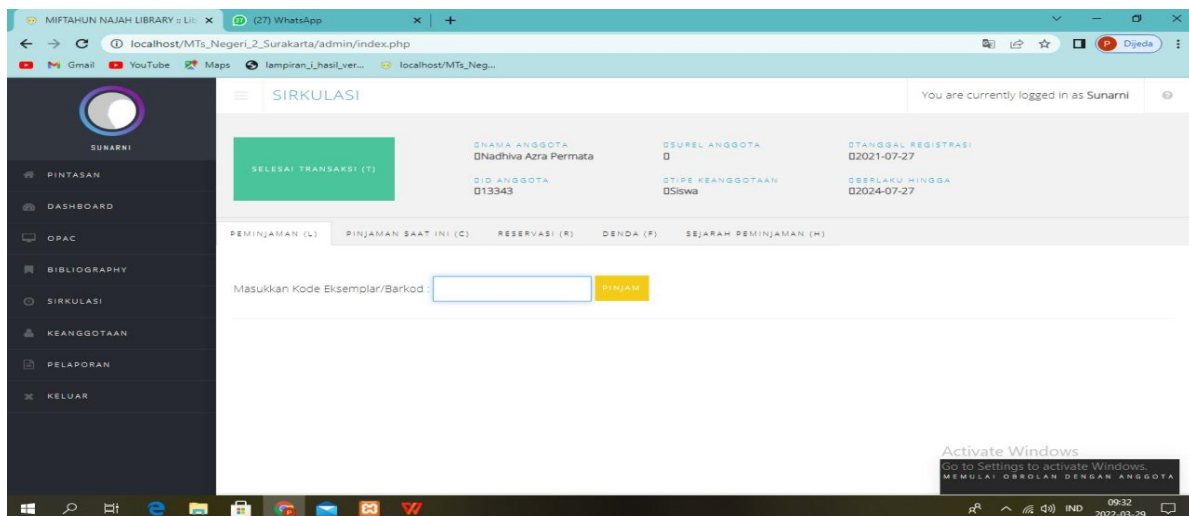 MIFTAHUN NAJAH LIBRARY :: Lib
(27) WhatsApp
localhost/MTs_Negeri_2_Surakarta/admin/index.php
Dijeda
Gmail
YouTube
Maps
lampiran_i_hasil_ver...
localhost/MTs_Neg...
SIRKULASI
You are currently logged in as Sunarni
SUNARNI
PINTASAN
DASHBOARD
OPAC
BIBLIOGRAPHY
SIRKULASI
KEANGGOTAAN
PELAPORAN
KELUAR
SELESAI TRANSAKSI (T)
NAMA ANGGOTA
Nadhiva Azra Permata
SUREL ANGGOTA
TANGGAL REGISTRASI
2021-07-27
ID ANGGOTA
13343
TIPE KEANGGOTAAN
Siswa
BERLAKU HINGGA
2024-07-27
PEMINJAMAN (L)
PINJAMAN SAAT INI (C)
RESERVASI (R)
DENDA (F)
SEJARAH PEMINJAMAN (H)
Masukkan Kode Eksemplar/Barkod :
PINJAM
Activate Windows
Go to Settings to activate Windows.
MEMULAI OBROLAN DENGAN ANGGOTA
IND
09:32
2022-03-29